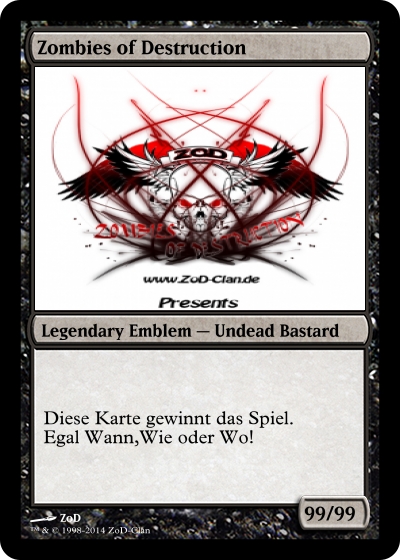 Zombies of Destruction
ZOD
ZOMBIES
OF DESTRUCTION
www.ZoD-Clan.de
Presents
Legendary Emblem — Undead Bastard
Diese Karte gewinnt das Spiel.
Egal Wann,Wie oder Wo!
99/99
ZoD
™ & © 1998-2014 ZoD-Clan